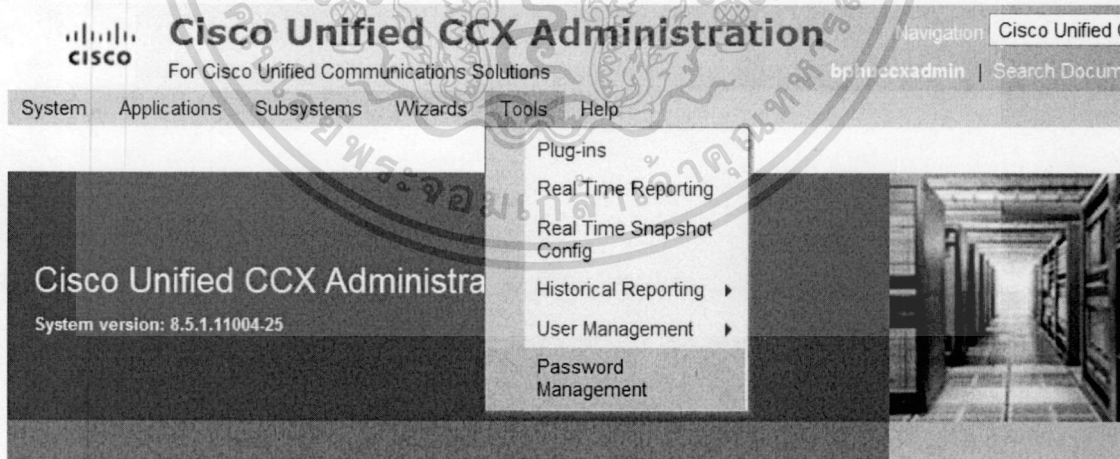 cisco
Cisco Unified CCX Administration
For Cisco Unified Communications Solutions
Navigation Cisco Unified C
bphuccxadmin | Search Docum
System Applications Subsystems Wizards Tools Help
Plug-ins
Real Time Reporting
Real Time Snapshot
Config
Historical Reporting
User Management
Password
Management
Cisco Unified CCX Administra
System version: 8.5.1.11004-25